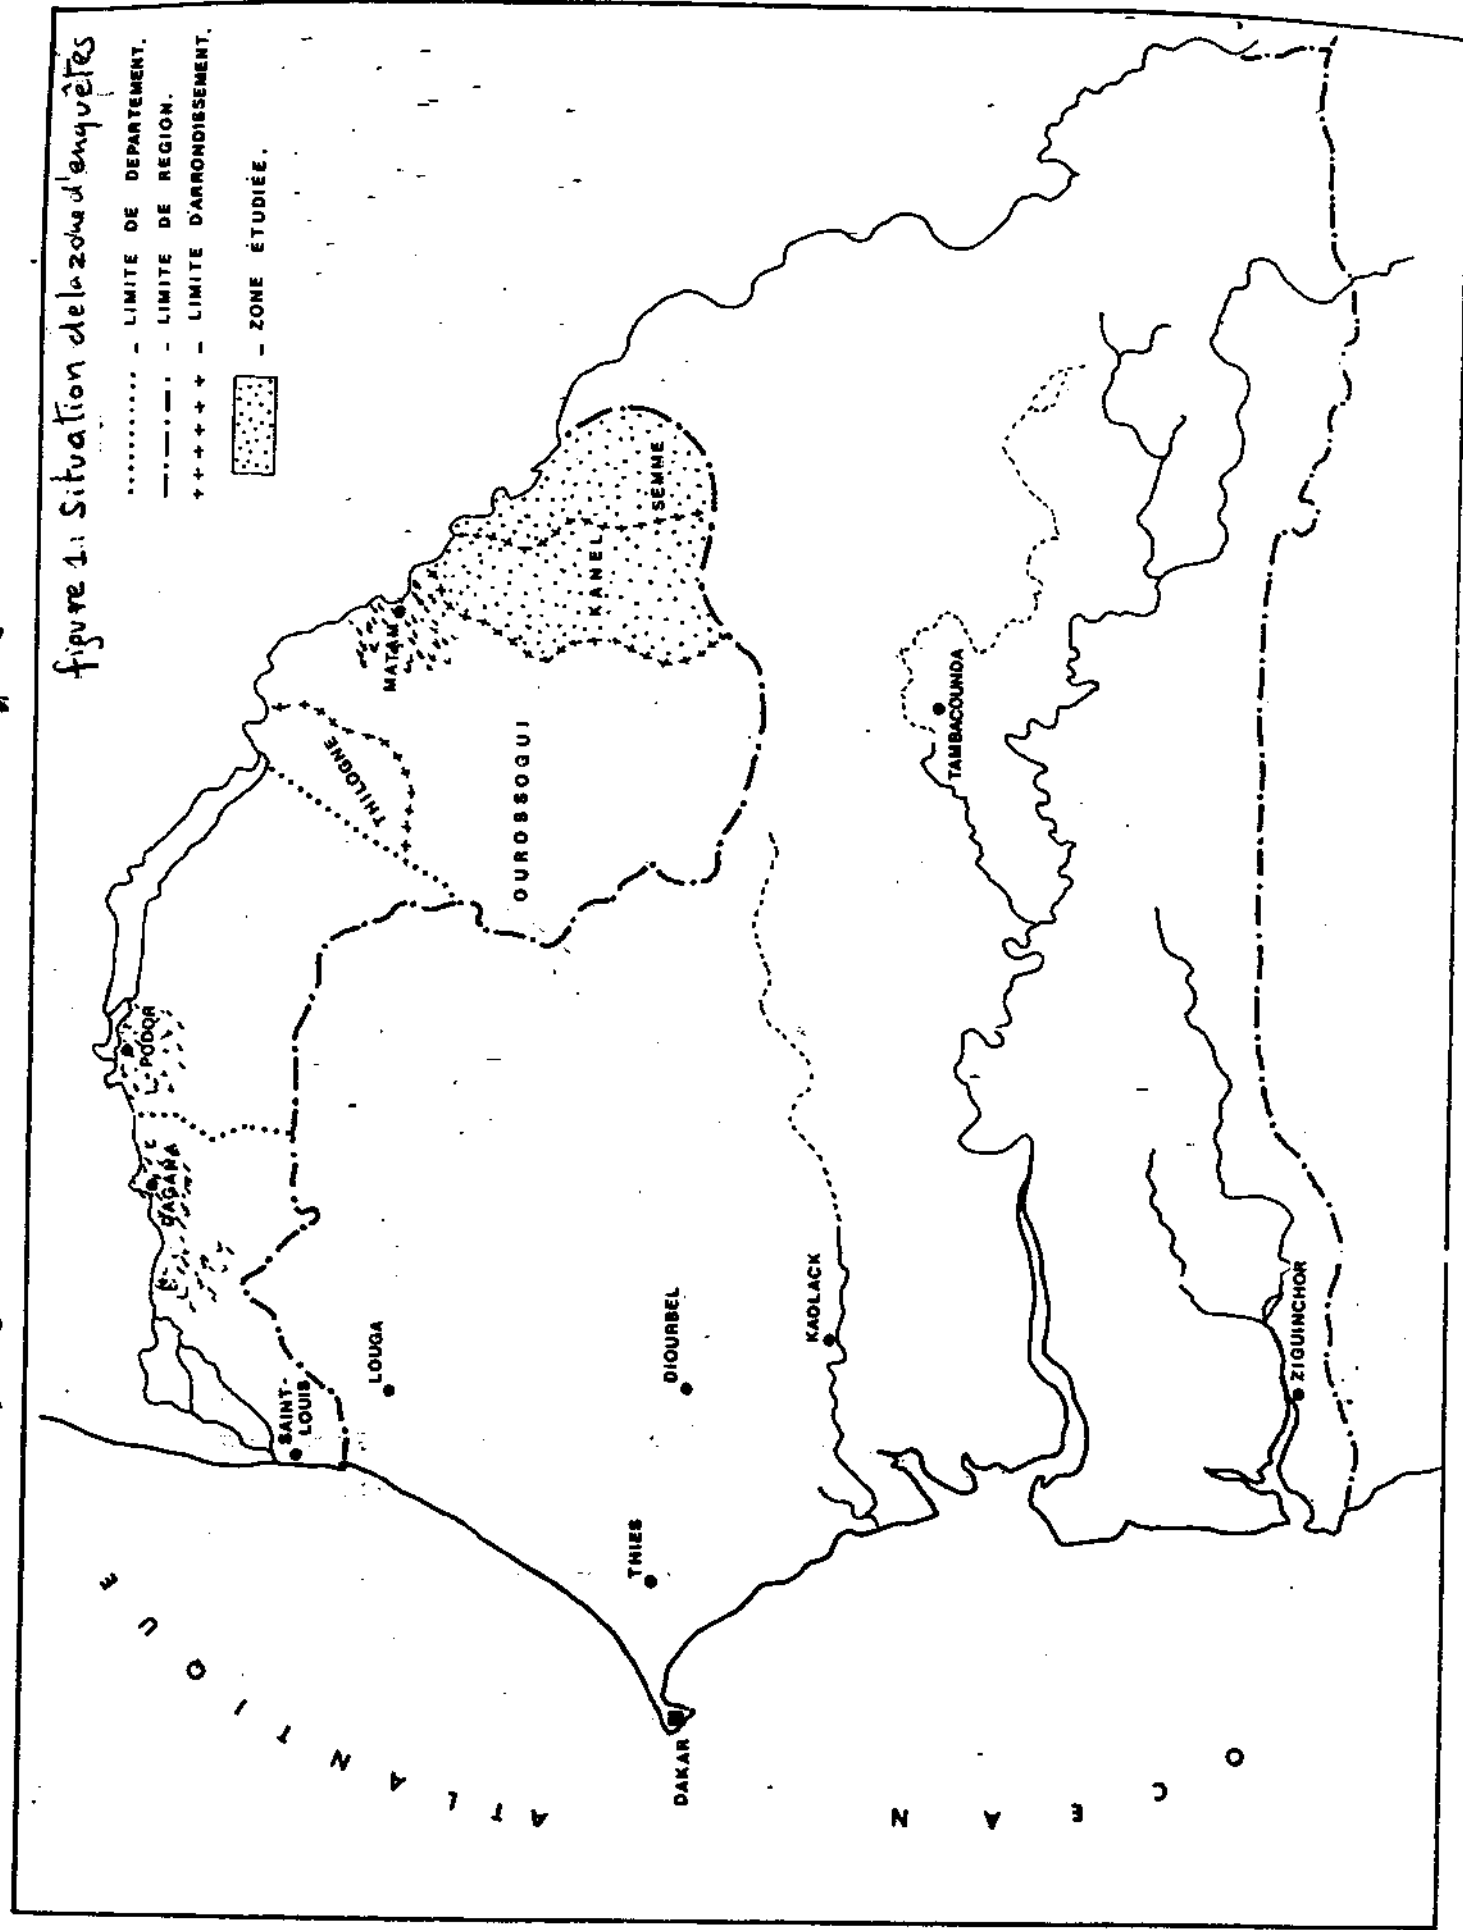 figure 1: Situation de la zone d'enquêtes
........ - LIMITE DE DEPARTEMENT.
—·—·— - LIMITE DE REGION.
+++++ - LIMITE D'ARRONDISSEMENT.
- ZONE ÉTUDIÉE.
PODOR
DAGANA
SAINT-
LOUIS
LOUGA
THILOGNE
MATAM
OUROSSOGUI
KANEL
SEMME
DIOURBEL
THIES
DAKAR
KAOLACK
TAMBACOUNDA
ZIGUINCHOR
OCEAN ATLANTIQUE